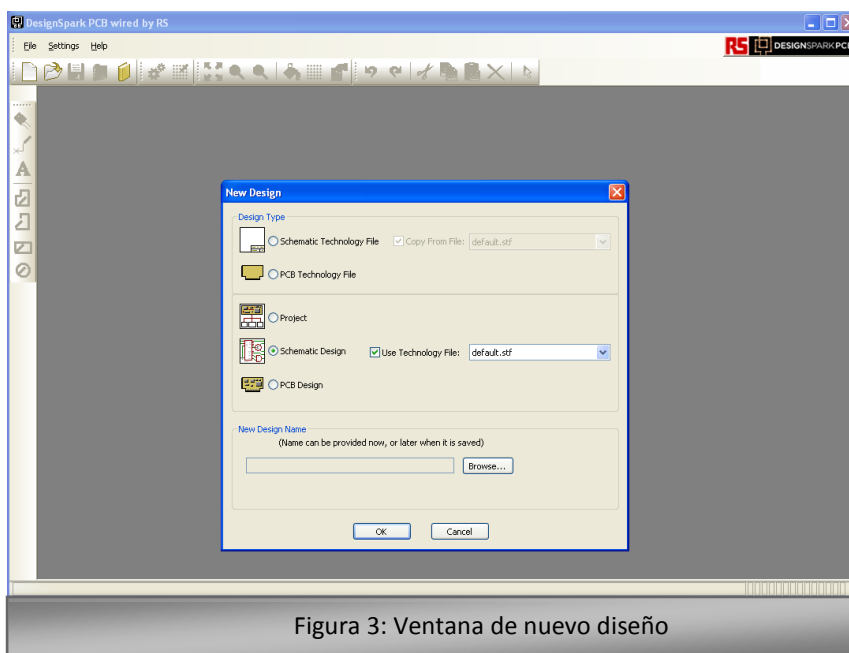 DesignSpark PCB wired by RS
File Settings Help
RS DESIGNSPARK PCB
A
New Design
Design Type
Schematic Technology File Copy From File: default.stf
PCB Technology File
Project
Schematic Design Use Technology File: default.stf
PCB Design
New Design Name
(Name can be provided now, or later when it is saved)
Browse...
OK Cancel
Figura 3: Ventana de nuevo diseño